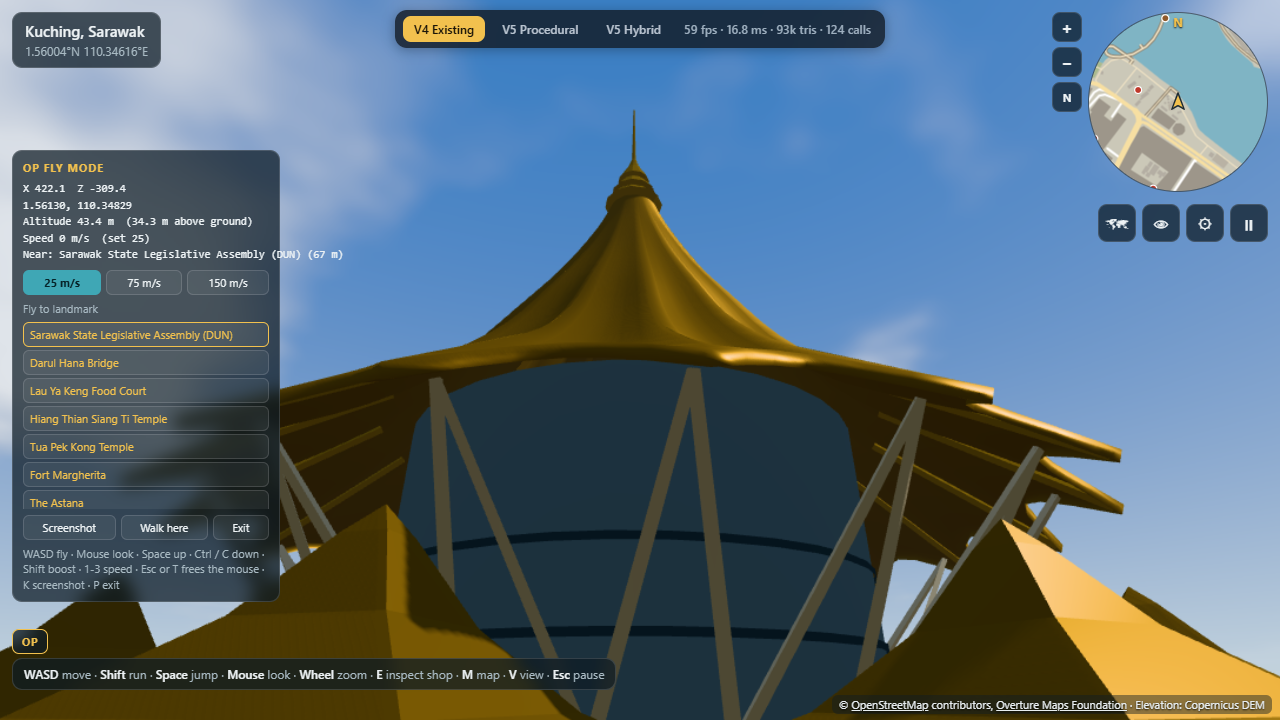 Kuching, Sarawak
1.56004°N 110.34616°E
V4 Existing V5 Procedural V5 Hybrid 59 fps · 16.8 ms · 93k tris · 124 calls
+
−
N
N
OP FLY MODE
X 422.1 Z -309.4
1.56130, 110.34829
Altitude 43.4 m (34.3 m above ground)
Speed 0 m/s (set 25)
Near: Sarawak State Legislative Assembly (DUN) (67 m)
25 m/s 75 m/s 150 m/s
Fly to landmark
Sarawak State Legislative Assembly (DUN)
Darul Hana Bridge
Lau Ya Keng Food Court
Hiang Thian Siang Ti Temple
Tua Pek Kong Temple
Fort Margherita
The Astana
Screenshot Walk here Exit
WASD fly · Mouse look · Space up · Ctrl / C down ·
Shift boost · 1-3 speed · Esc or T frees the mouse ·
K screenshot · P exit
OP
WASD move · Shift run · Space jump · Mouse look · Wheel zoom · E inspect shop · M map · V view · Esc pause
© OpenStreetMap contributors, Overture Maps Foundation · Elevation: Copernicus DEM